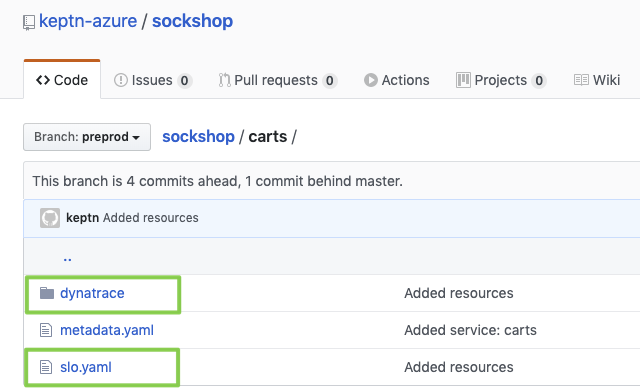 keptn-azure / sockshop
Code Issues 0 Pull requests 0 Actions Projects 0 Wiki
Branch: preprod sockshop / carts /
This branch is 4 commits ahead, 1 commit behind master.
keptn Added resources
..
dynatrace Added resources
metadata.yaml Added service: carts
slo.yaml Added resources